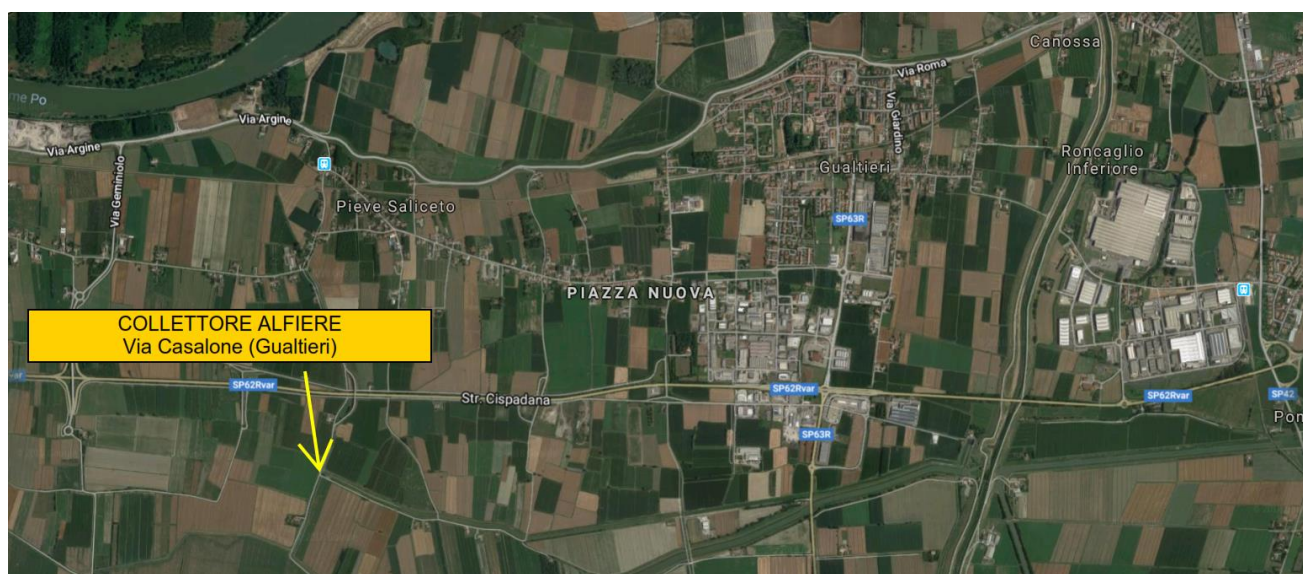 Canossa
Via Roma
me Po
Via Giardino
Via Argine
Via Argine
Roncaglio
Inferiore
Gualtieri
Via Geminiolo
Pieve Saliceto
SP63R
PIAZZA NUOVA
COLLETTORE ALFIERE
Via Casalone (Gualtieri)
SP62Rvar
SP62Rvar
Str. Cispadana
SP62Rvar
SP42
Pon
SP63R